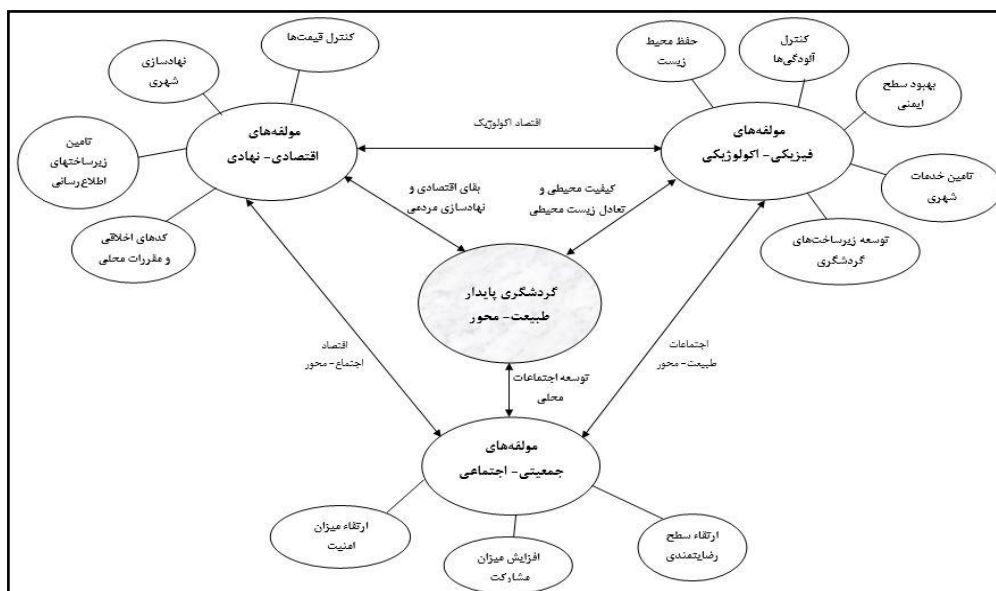 کنترل قیمت‌ها
نهادسازی
شهری
تامین
زیرساختهای
اطلاع‌رسانی
کدهای اخلاقی
و مقررات محلی
مولفه‌های
اقتصادی- نهادی
اقتصاد اکولوژیک
حفظ محیط
زیست
کنترل
آلودگی‌ها
بهبود سطح
ایمنی
تامین خدمات
شهری
توسعه زیرساخت‌های
گردشگری
مولفه‌های
فیزیکی- اکولوژیکی
بقای اقتصادی و
نهادسازی مردمی
کیفیت محیطی و
تعادل زیست محیطی
گردشگری پایدار
طبیعت- محور
اقتصاد
اجتماع- محور
اجتماعات
طبیعت- محور
توسعه اجتماعات
محلی
مولفه‌های
جمعیتی- اجتماعی
ارتقاء میزان
امنیت
افزایش میزان
مشارکت
ارتقاء سطح
رضایتمندی